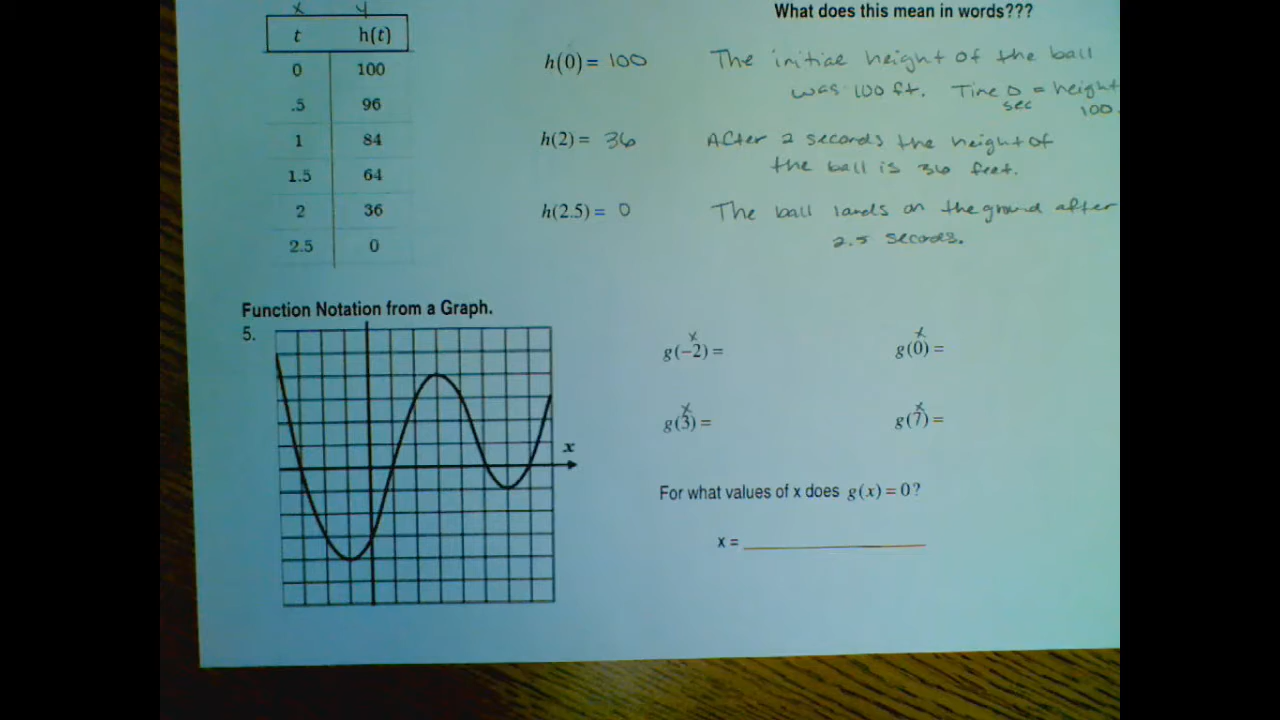 x y
What does this mean in words???
t h(t)
0 100
h(0) = 100 The initial height of the ball
was 100 ft. Time 0 = height
sec 100.
.5 96
1 84
h(2) = 36 After 2 seconds the height of
the ball is 36 feet.
1.5 64
2 36
h(2.5) = 0 The ball lands on the ground after
2.5 seconds.
2.5 0
Function Notation from a Graph.
5.
x x
g(−2) = g(0) =
x x
g(3) = g(7) =
x
For what values of x does g(x) = 0?
x = ________________